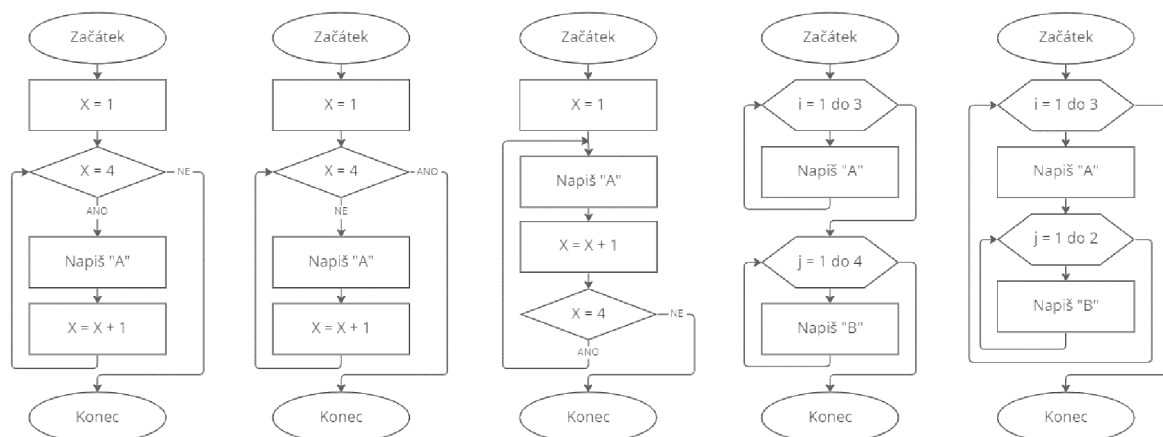 Začátek
X = 1
X = 4
NE
ANO
Napiš "A"
X = X + 1
Konec
Začátek
X = 1
X = 4
ANO
NE
Napiš "A"
X = X + 1
Konec
Začátek
X = 1
Napiš "A"
X = X + 1
X = 4
NE
ANO
Konec
Začátek
i = 1 do 3
Napiš "A"
j = 1 do 4
Napiš "B"
Konec
Začátek
i = 1 do 3
Napiš "A"
j = 1 do 2
Napiš "B"
Konec